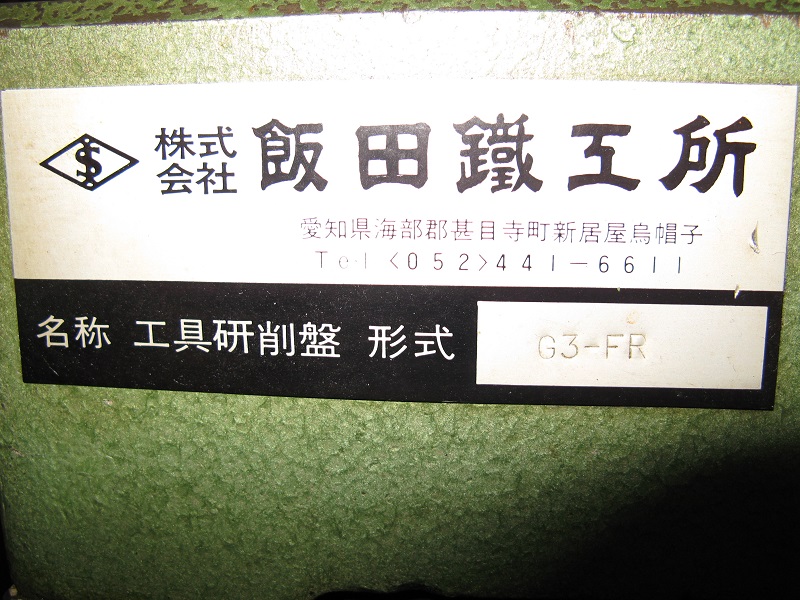 株式会社 飯田鐵工所
愛知県海部郡甚目寺町新居屋烏帽子
Tel <052>441-6611
名称 工具研削盤 形式 G3-FR